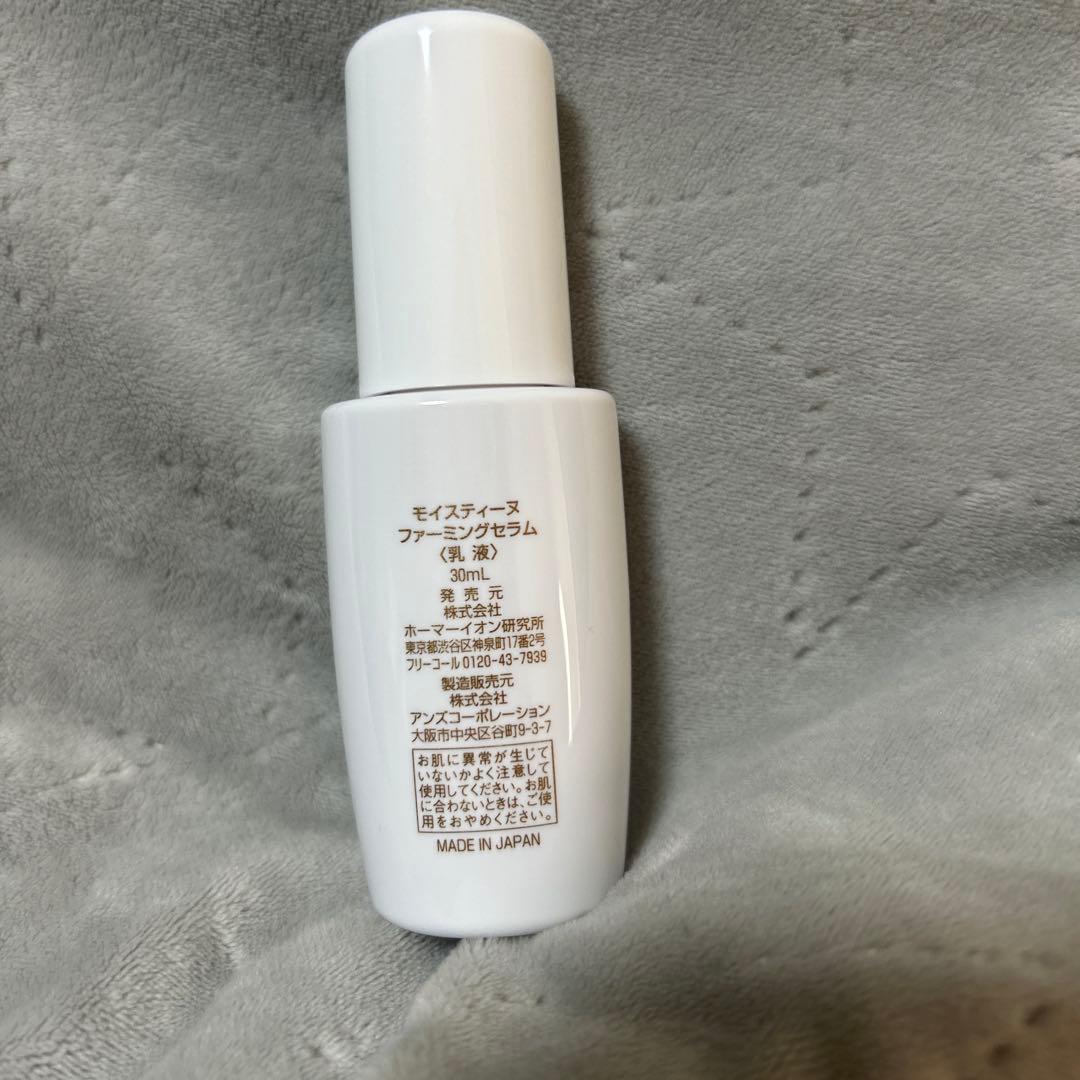 モイスティーヌ
ファーミングセラム
〈乳 液〉
30mL
発 売 元
株式会社
ホーマーイオン研究所
東京都渋谷区神泉町17番2号
フリーコール0120-43-7939
製造販売元
株式会社
アンズコーポレーション
大阪市中央区谷町9-3-7
お肌に異常が生じて
いないかよく注意して
使用してください。お肌
に合わないときは、ご使
用をおやめください。
MADE IN JAPAN